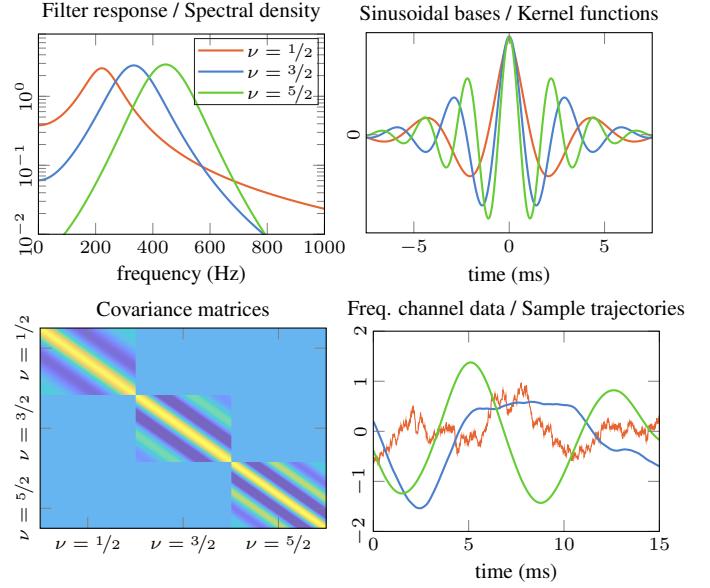 Filter response / Spectral density
ν = 1/2
ν = 3/2
ν = 5/2
10⁰
10⁻¹
10⁻²
10 200 400 600 800 1000
frequency (Hz)
Sinusoidal bases / Kernel functions
0
−5 0 5
time (ms)
Covariance matrices
ν = 1/2
ν = 3/2
ν = 5/2
ν = 1/2 ν = 3/2 ν = 5/2
Freq. channel data / Sample trajectories
2
1
0
−1
−2
0 5 10 15
time (ms)